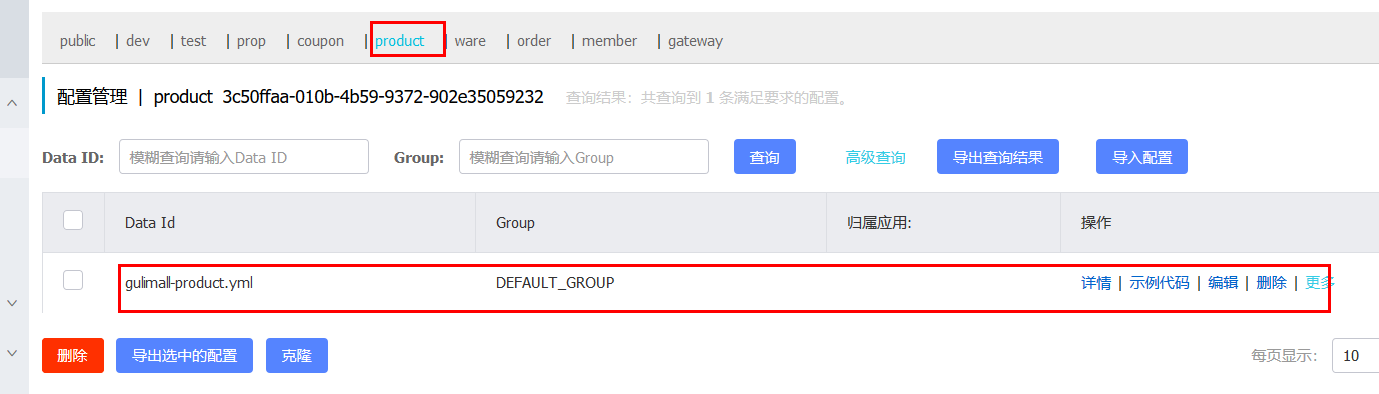 public | dev | test | prop | coupon | product | ware | order | member | gateway
配置管理 | product 3c50ffaa-010b-4b59-9372-902e35059232 查询结果：共查询到 1 条满足要求的配置。
Data ID: 模糊查询请输入Data ID Group: 模糊查询请输入Group 查询 高级查询 导出查询结果 导入配置
Data Id Group 归属应用: 操作
gulimall-product.yml DEFAULT_GROUP 详情 | 示例代码 | 编辑 | 删除 | 更多
删除 导出选中的配置 克隆 每页显示: 10